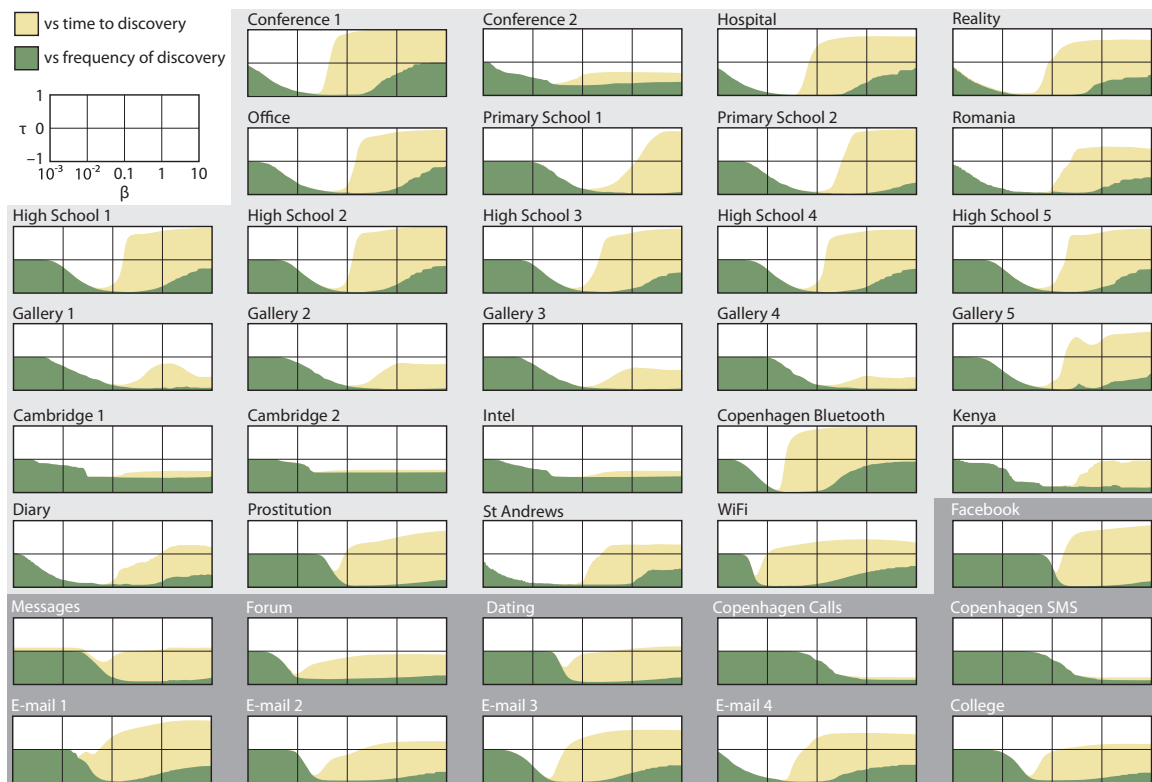 vs time to discovery
vs frequency of discovery
1
τ 0
−1
10⁻³ 10⁻² 0.1 1 10
β
Conference 1 Conference 2 Hospital Reality
Office Primary School 1 Primary School 2 Romania
High School 1 High School 2 High School 3 High School 4 High School 5
Gallery 1 Gallery 2 Gallery 3 Gallery 4 Gallery 5
Cambridge 1 Cambridge 2 Intel Copenhagen Bluetooth Kenya
Diary Prostitution St Andrews WiFi Facebook
Messages Forum Dating Copenhagen Calls Copenhagen SMS
E-mail 1 E-mail 2 E-mail 3 E-mail 4 College